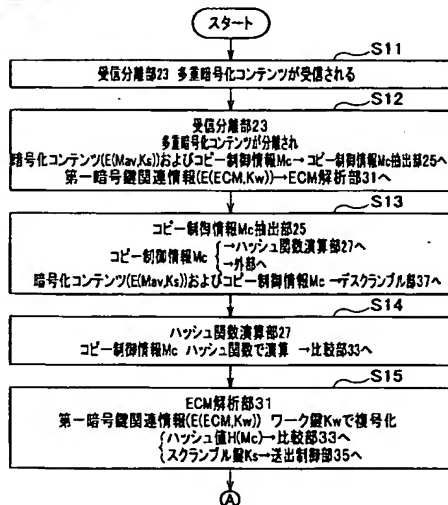 スタート
S11
受信分離部23 多重暗号化コンテンツが受信される
S12
受信分離部23
多重暗号化コンテンツが分離され
暗号化コンテンツ(E(Mav,Ks))およびコピー制御情報Mc→コピー制御情報Mc抽出部25へ
第一暗号鍵関連情報(E(ECM,Kw))→ECM解析部31へ
S13
コピー制御情報Mc抽出部25
コピー制御情報Mc { →ハッシュ関数演算部27へ
→外部へ
暗号化コンテンツ(E(Mav,Ks))およびコピー制御情報Mc →デスクランブル部37へ
S14
ハッシュ関数演算部27
コピー制御情報Mc ハッシュ関数で演算 →比較部33へ
S15
ECM解析部31
第一暗号鍵関連情報(E(ECM,Kw)) ワーク鍵Kwで復号化
{ ハッシュ値H(Mc)→比較部33へ
スクランブル鍵Ks→送出制御部35へ
A